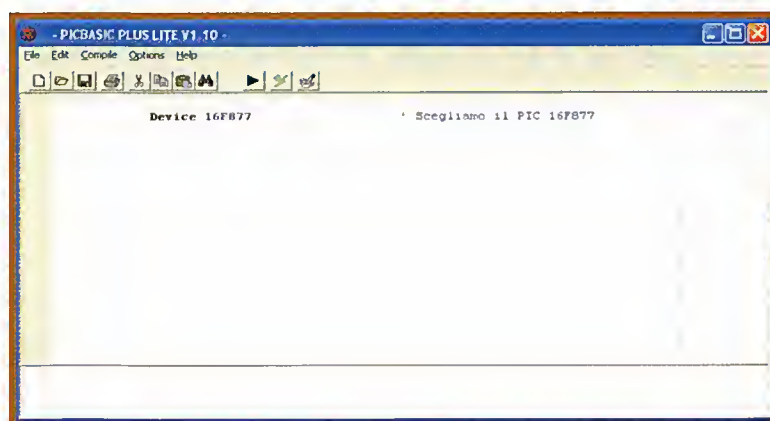 - PICBASIC PLUS LITE V1.10 -
File Edit Compile Options Help
Device 16F877 ' Scegliamo il PIC 16F877